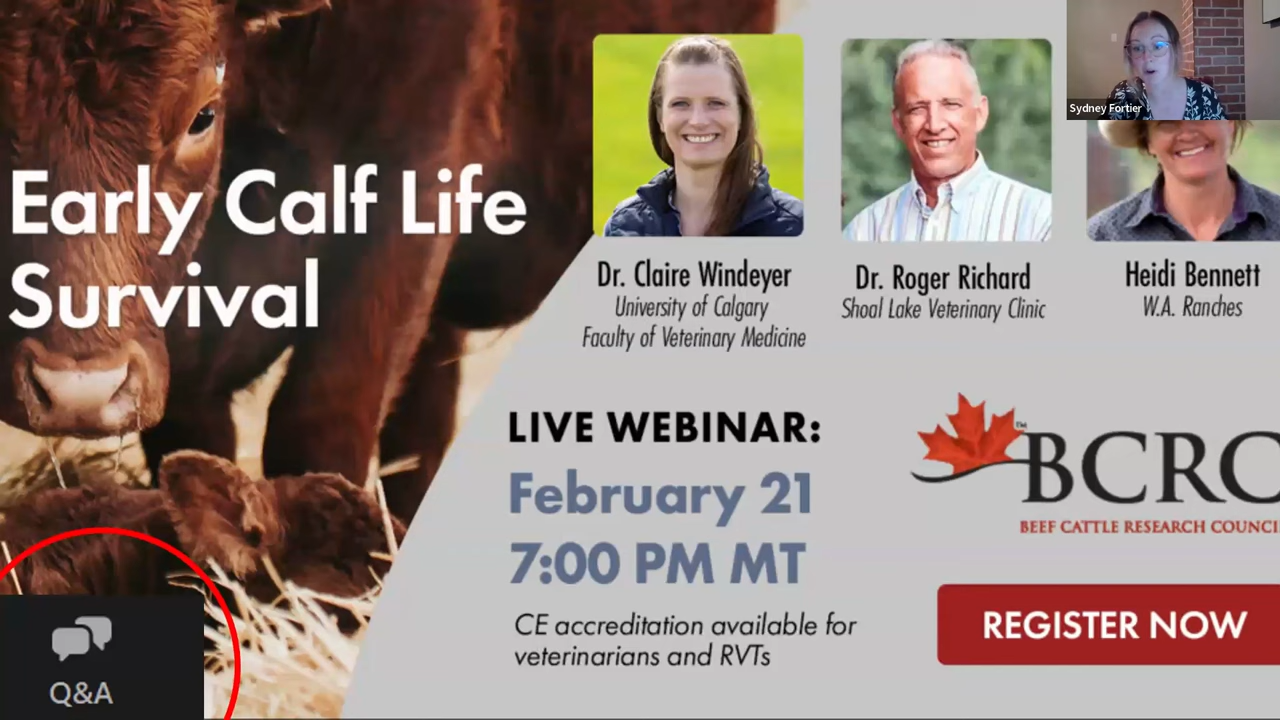 Early Calf Life
Survival
Sydney Fortier
Dr. Claire Windeyer
University of Calgary
Faculty of Veterinary Medicine
Dr. Roger Richard
Shoal Lake Veterinary Clinic
Heidi Bennett
W.A. Ranches
LIVE WEBINAR:
February 21
7:00 PM MT
CE accreditation available for
veterinarians and RVTs
BCRC
TM
BEEF CATTLE RESEARCH COUNCI
REGISTER NOW
Q&A